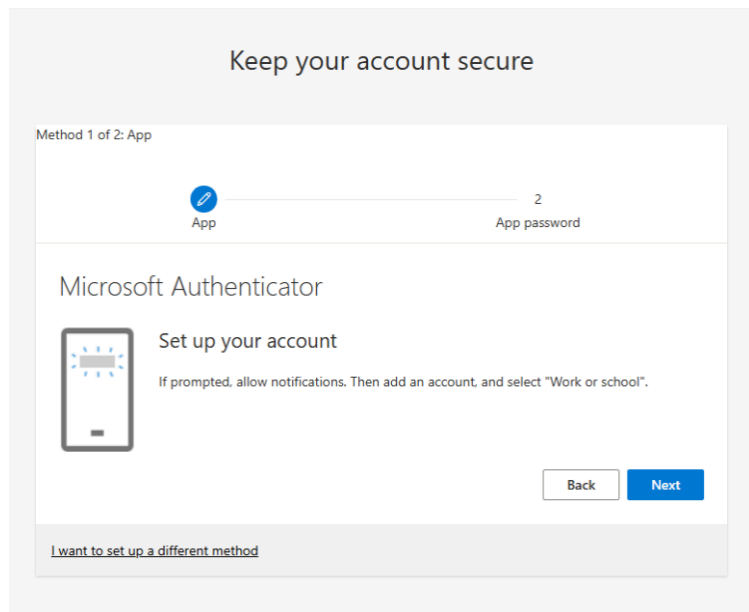 Keep your account secure
Method 1 of 2: App
2
App
App password
Microsoft Authenticator
Set up your account
If prompted, allow notifications. Then add an account, and select "Work or school".
Back
Next
I want to set up a different method